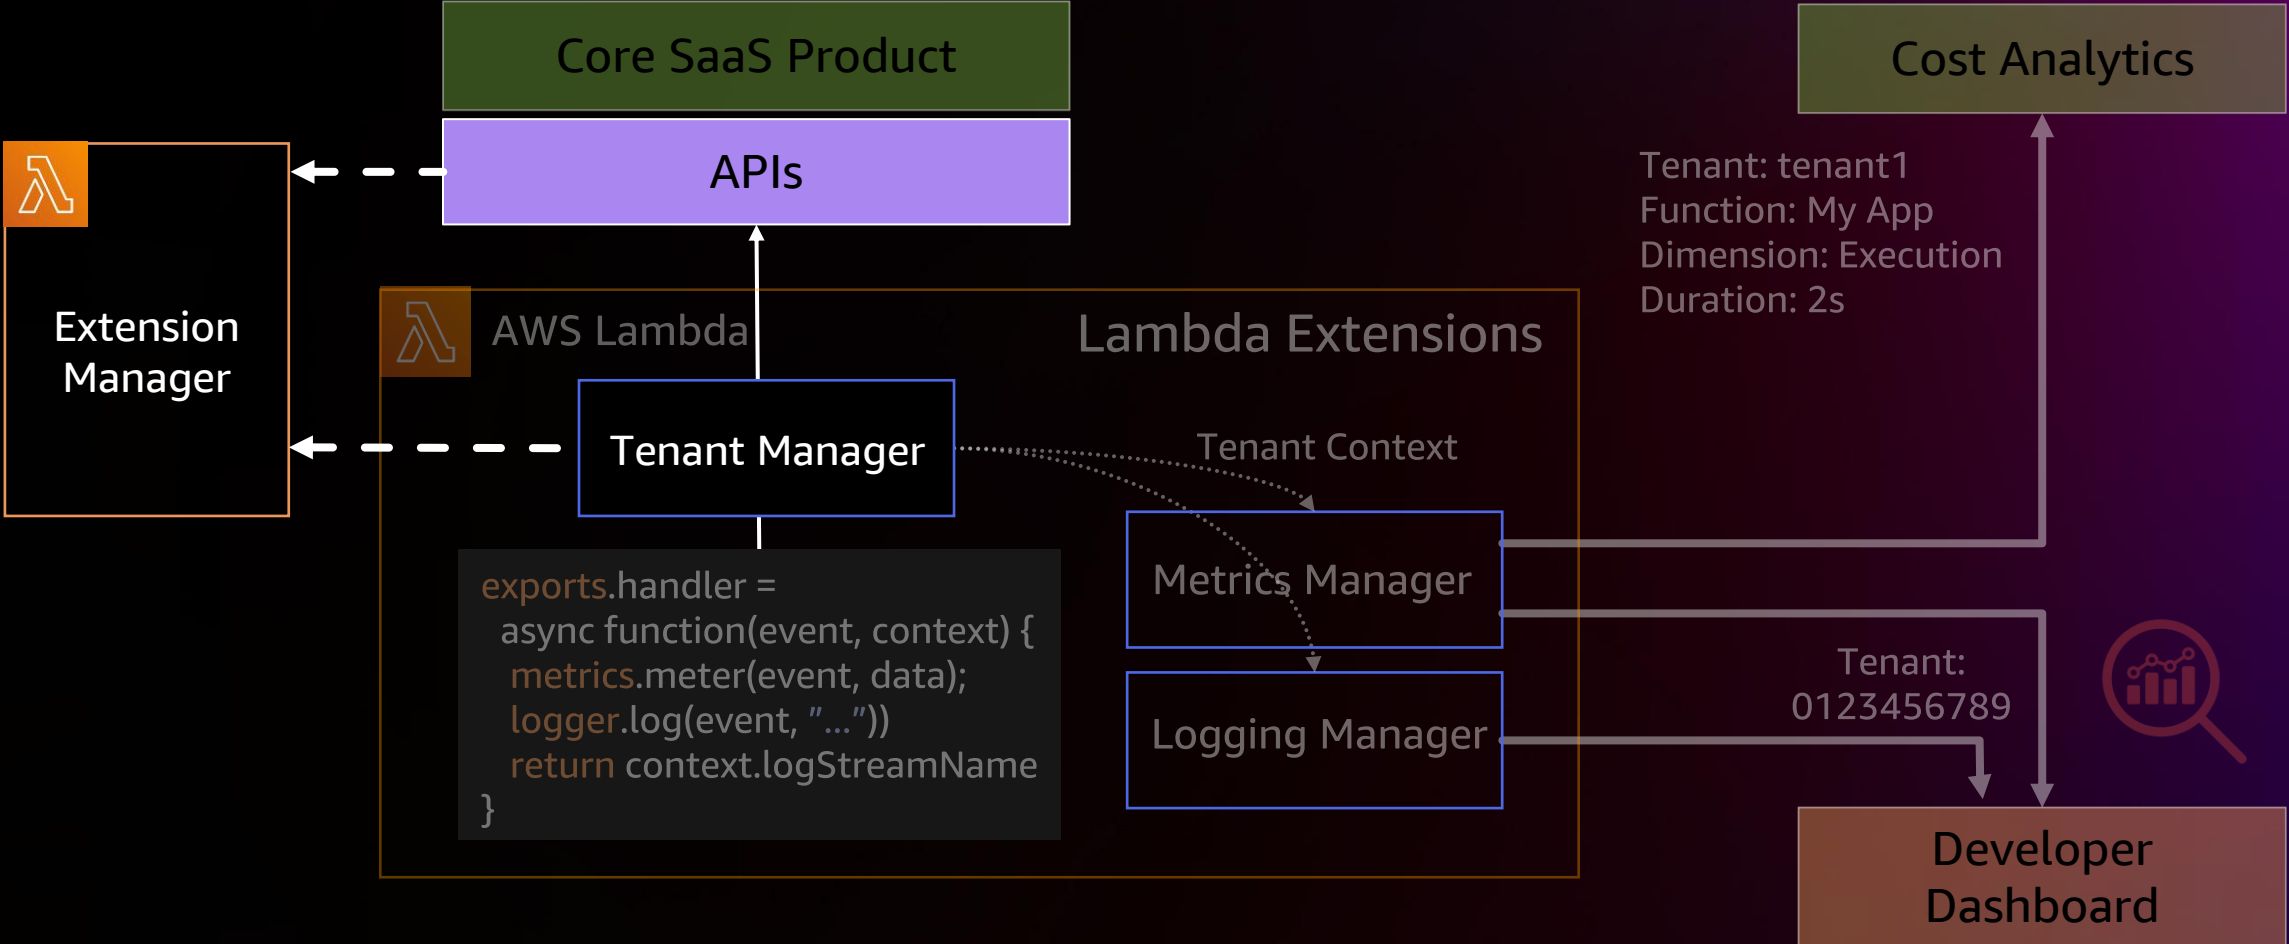 Core SaaS Product
APIs
Extension
Manager
AWS Lambda
Lambda Extensions
Tenant Manager
Tenant Context
exports.handler =
async function(event, context) {
metrics.meter(event, data);
logger.log(event, "..."))
return context.logStreamName
}
Metrics Manager
Logging Manager
Cost Analytics
Tenant: tenant1
Function: My App
Dimension: Execution
Duration: 2s
Tenant:
0123456789
Developer
Dashboard